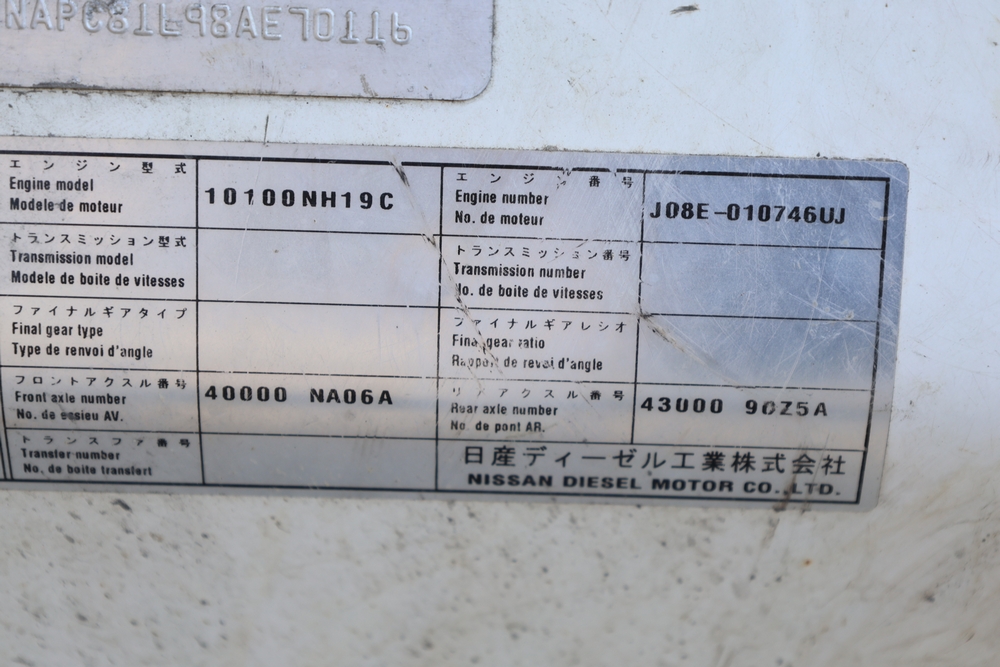 エンジン型式
Engine model
Modele de moteur
10100NH19C
エンジン番号
Engine number
No. de moteur
J08E-010746UJ
トランスミッション型式
Transmission model
Modele de boite de vitesses
トランスミッション番号
Transmission number
No. de boite de vitesses
ファイナルギアタイプ
Final gear type
Type de renvoi d'angle
ファイナルギアレシオ
Final gear ratio
Rapport de revoi d'angle
フロントアクスル番号
Front axle number
No. de essieu AV.
40000 NA06A
リアアクスル番号
Rear axle number
No. de pont AR.
43000 90Z5A
トランスファ番号
Transfer number
No. de boite transfert
日産ディーゼル工業株式会社
NISSAN DIESEL MOTOR CO.,LTD.